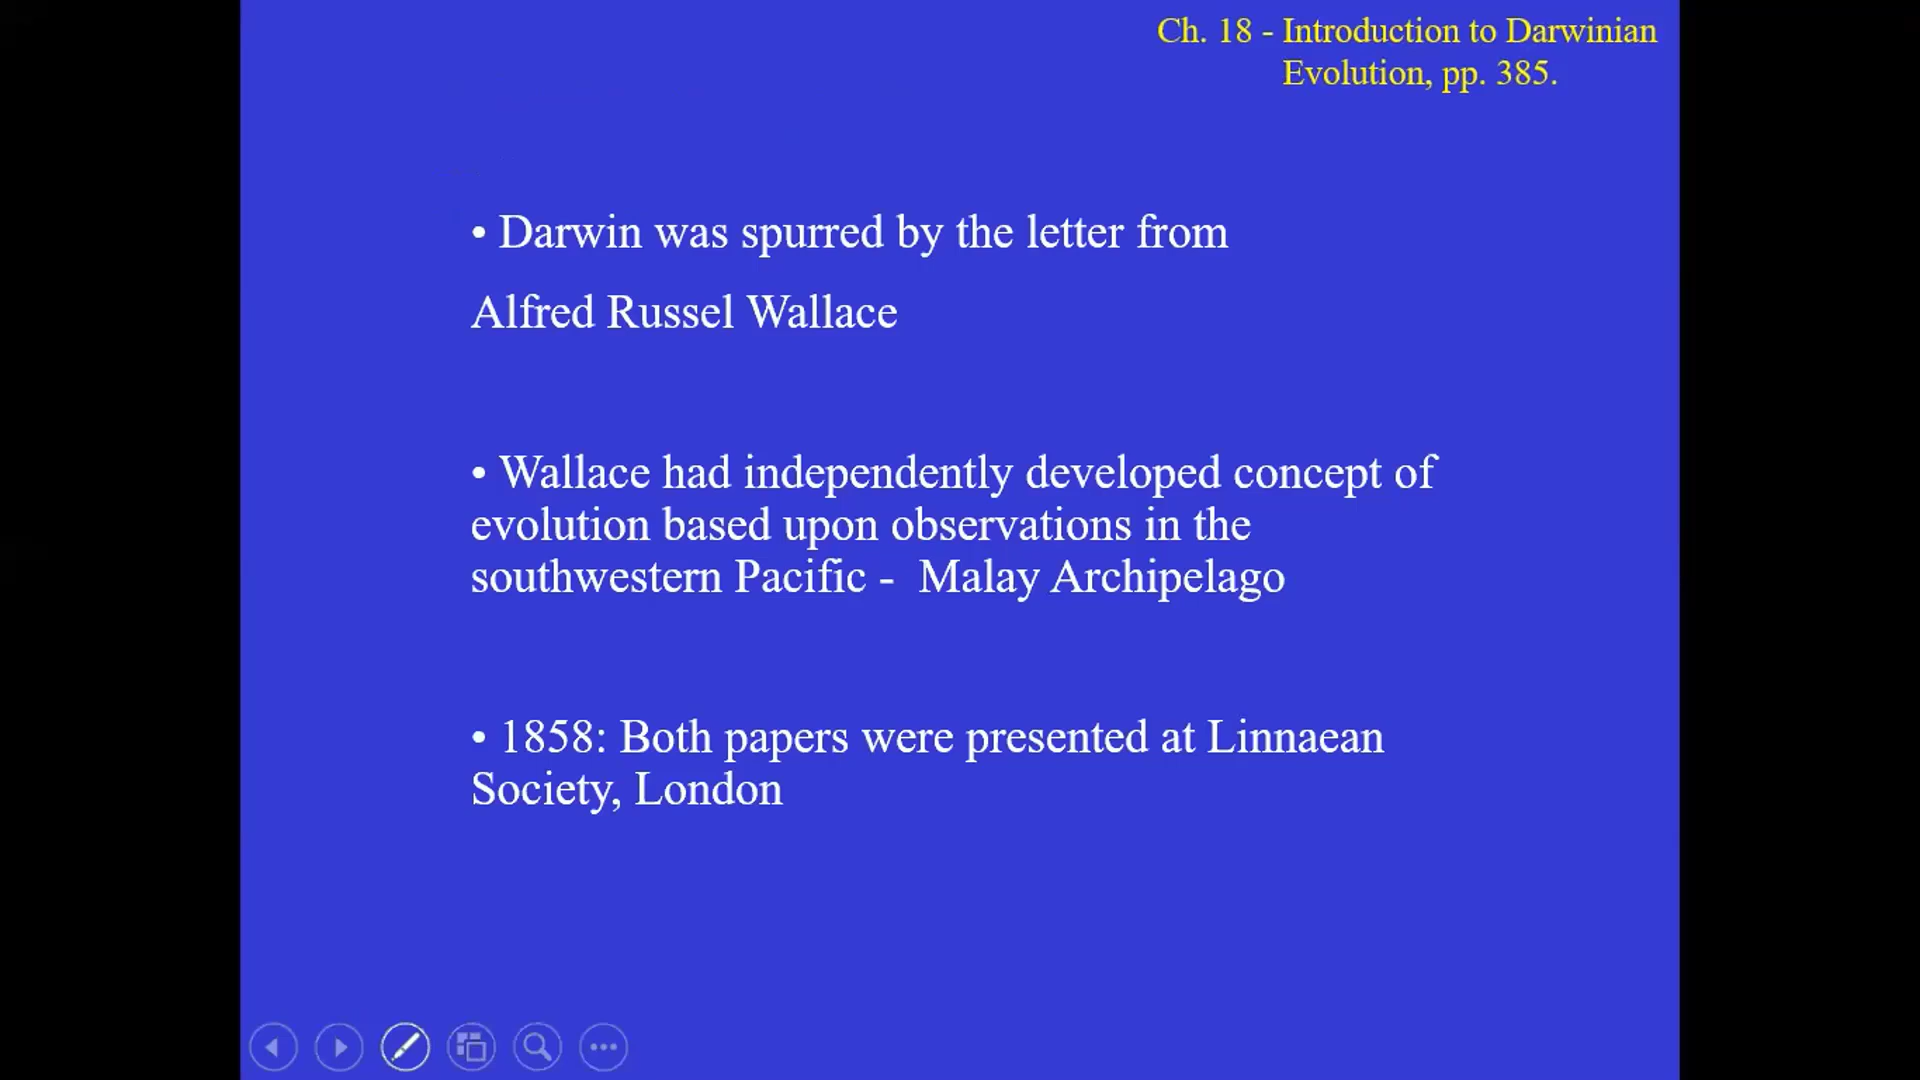 Ch. 18 - Introduction to Darwinian
Evolution, pp. 385.
• Darwin was spurred by the letter from
Alfred Russel Wallace
• Wallace had independently developed concept of
evolution based upon observations in the
southwestern Pacific -  Malay Archipelago
• 1858: Both papers were presented at Linnaean
Society, London